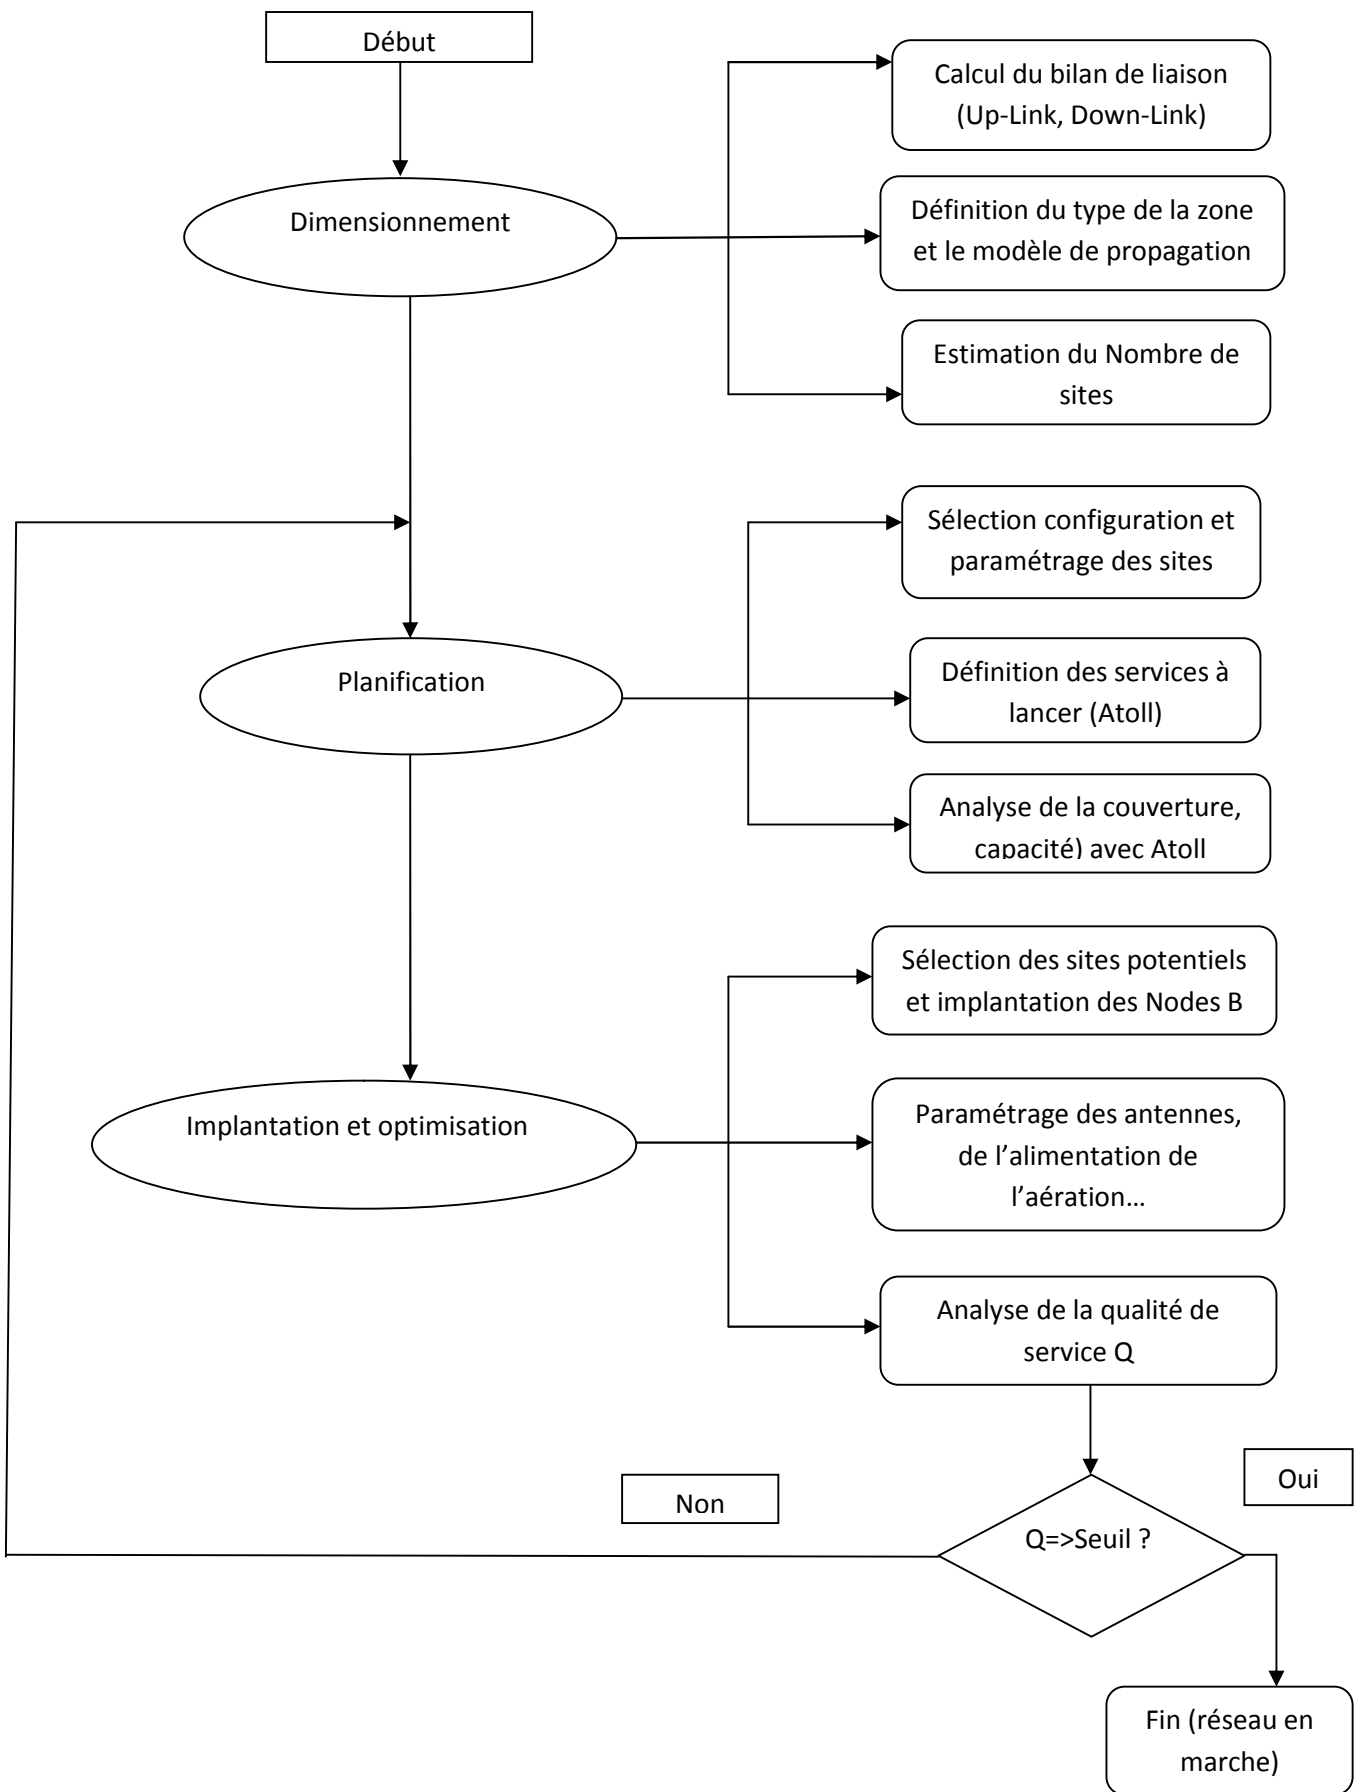 Début
Calcul du bilan de liaison
(Up-Link, Down-Link)
Dimensionnement
Définition du type de la zone
et le modèle de propagation
Estimation du Nombre de
sites
Sélection configuration et
paramétrage des sites
Planification
Définition des services à
lancer (Atoll)
Analyse de la couverture,
capacité) avec Atoll
Sélection des sites potentiels
et implantation des Nodes B
Implantation et optimisation
Paramétrage des antennes,
de l’alimentation de
l’aération…
Analyse de la qualité de
service Q
Non
Oui
Q=>Seuil ?
Fin (réseau en
marche)